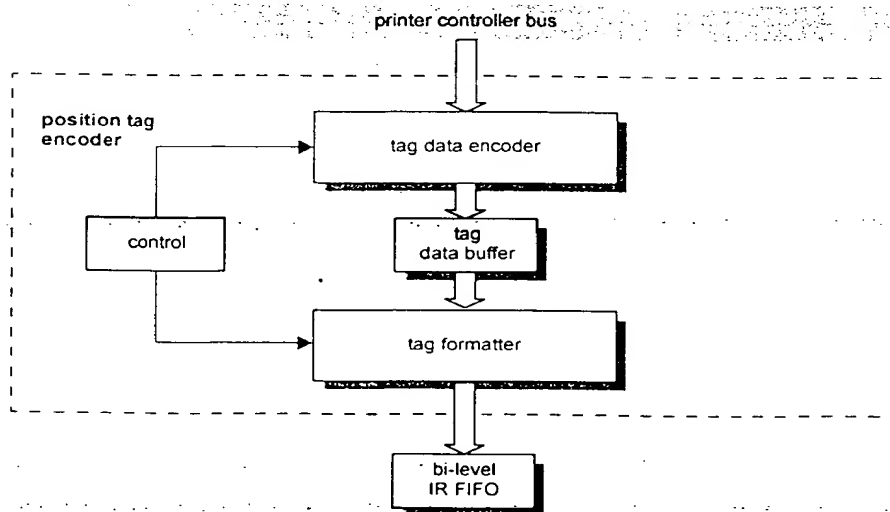 printer controller bus
position tag
encoder
tag data encoder
control
tag
data buffer
tag formatter
bi-level
IR FIFO